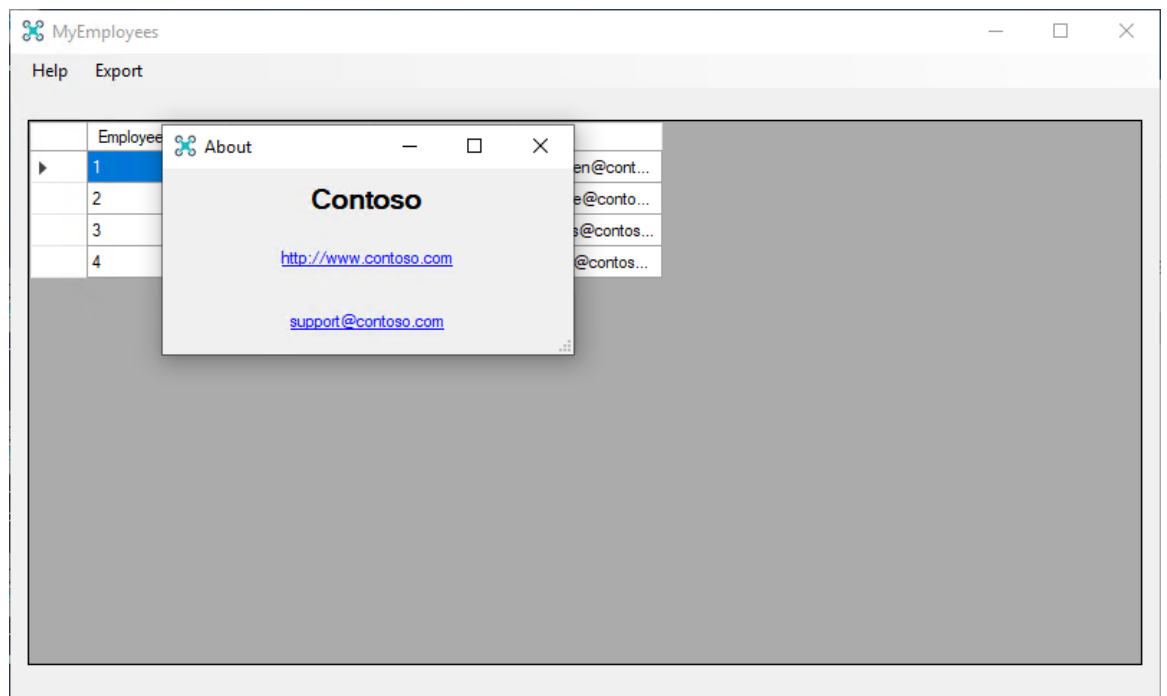 MyEmployees
Help Export
Employee
About
1 en@cont...
2 e@conto...
3 s@contos...
4 @contos...
Contoso
http://www.contoso.com
support@contoso.com